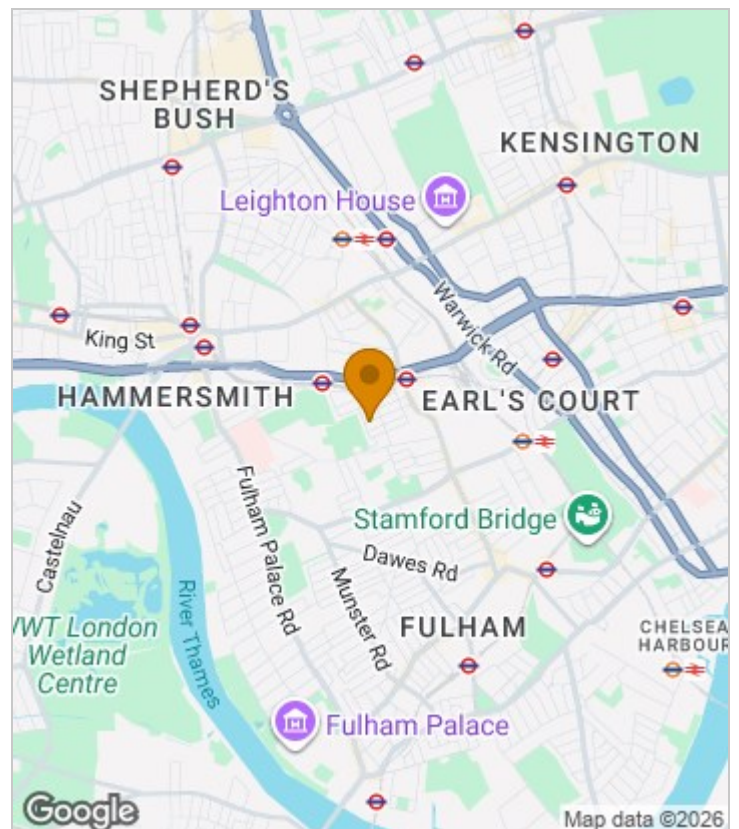 SHEPHERD'S
BUSH
KENSINGTON
Leighton House
Warwick Rd
King St
HAMMERSMITH
EARL'S COURT
Fulham Palace Rd
Stamford Bridge
Castelnau
Dawes Rd
River Thames
Munster Rd
FULHAM
CHELSEA
HARBOUR
WT London
Wetland
Centre
Fulham Palace
Google
Map data ©2026